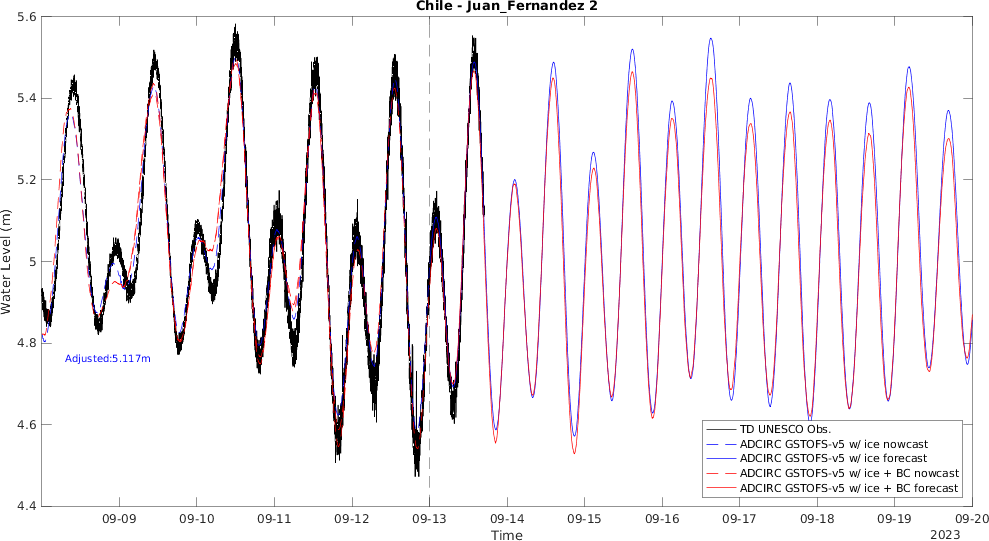 Chile - Juan_Fernandez 2
Water Level (m)
5.6
5.4
5.2
5
4.8
4.6
4.4
Adjusted:5.117m
TD UNESCO Obs.
ADCIRC GSTOFS-v5 w/ ice nowcast
ADCIRC GSTOFS-v5 w/ ice forecast
ADCIRC GSTOFS-v5 w/ ice + BC nowcast
ADCIRC GSTOFS-v5 w/ ice + BC forecast
09-09 09-10 09-11 09-12 09-13 09-14 09-15 09-16 09-17 09-18 09-19 09-20
Time
2023